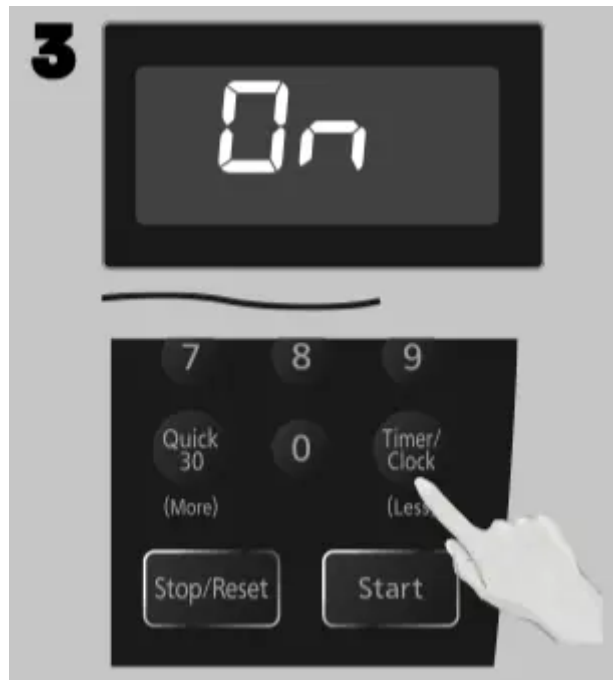 3
On
7 8 9
Quick
30
0
Timer/
Clock
(More)
(Less)
Stop/Reset
Start